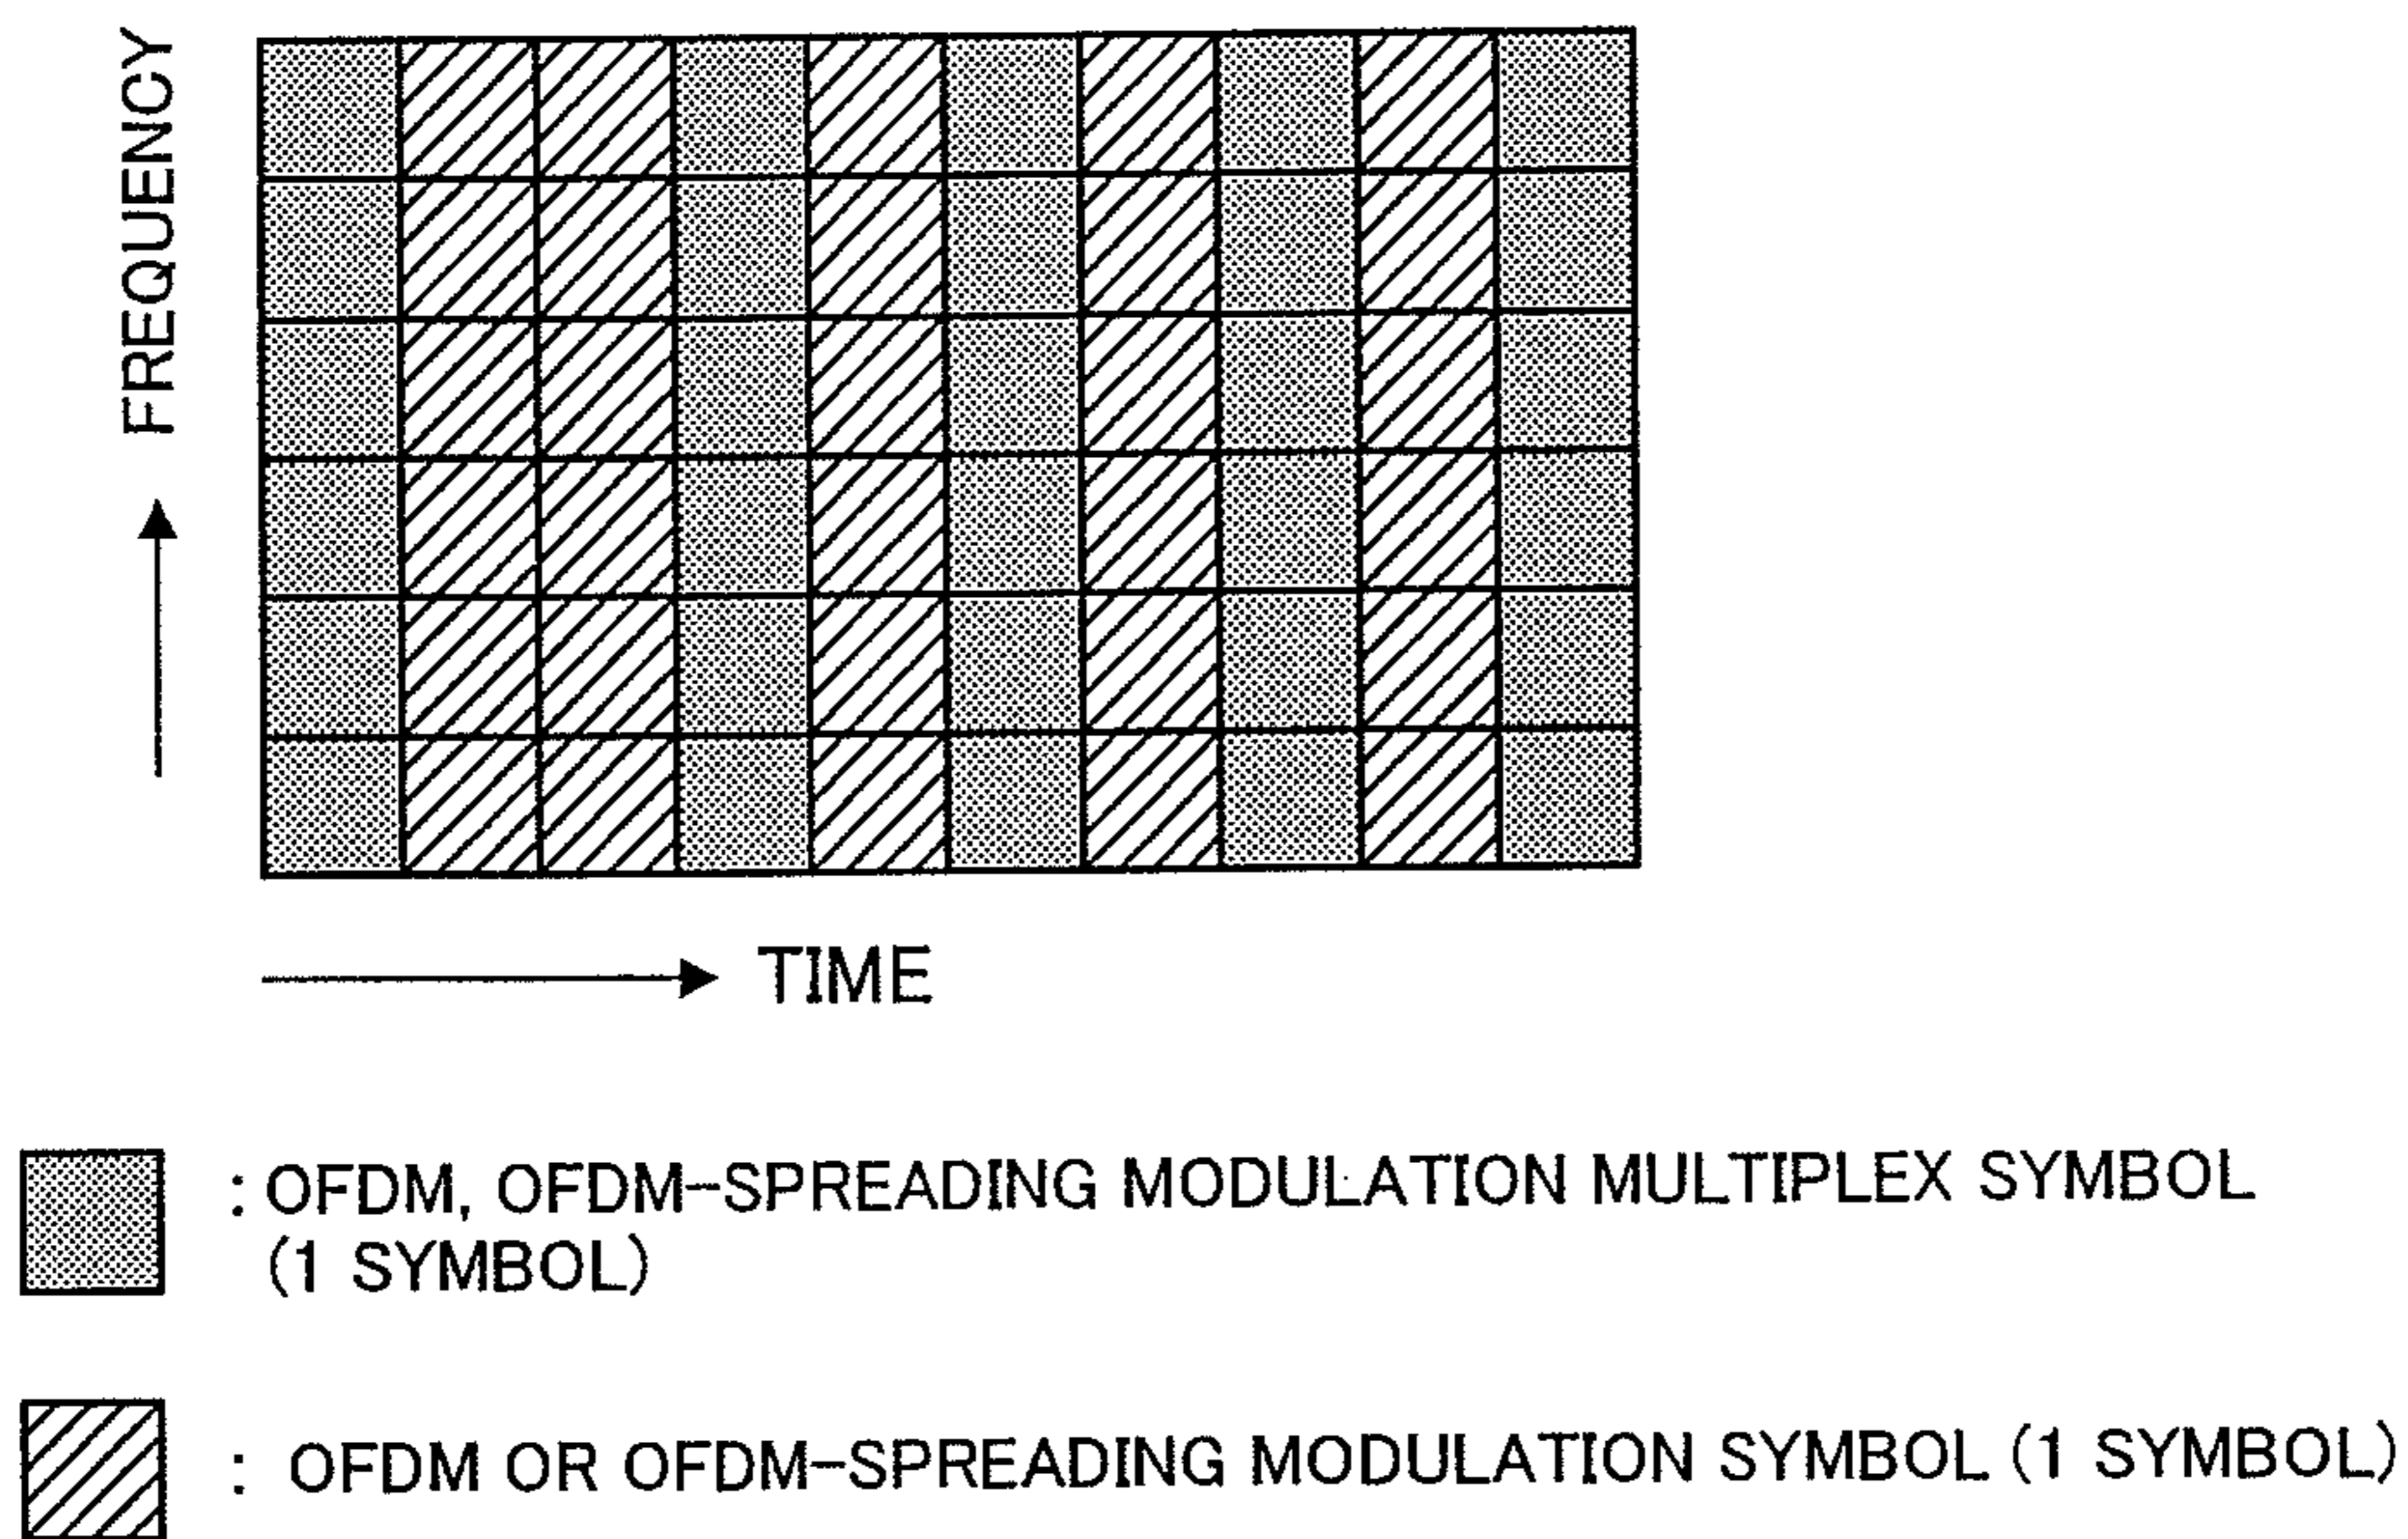 FREQUENCY
TIME
: OFDM, OFDM-SPREADING MODULATION MULTIPLEX SYMBOL
(1 SYMBOL)
: OFDM OR OFDM-SPREADING MODULATION SYMBOL (1 SYMBOL)